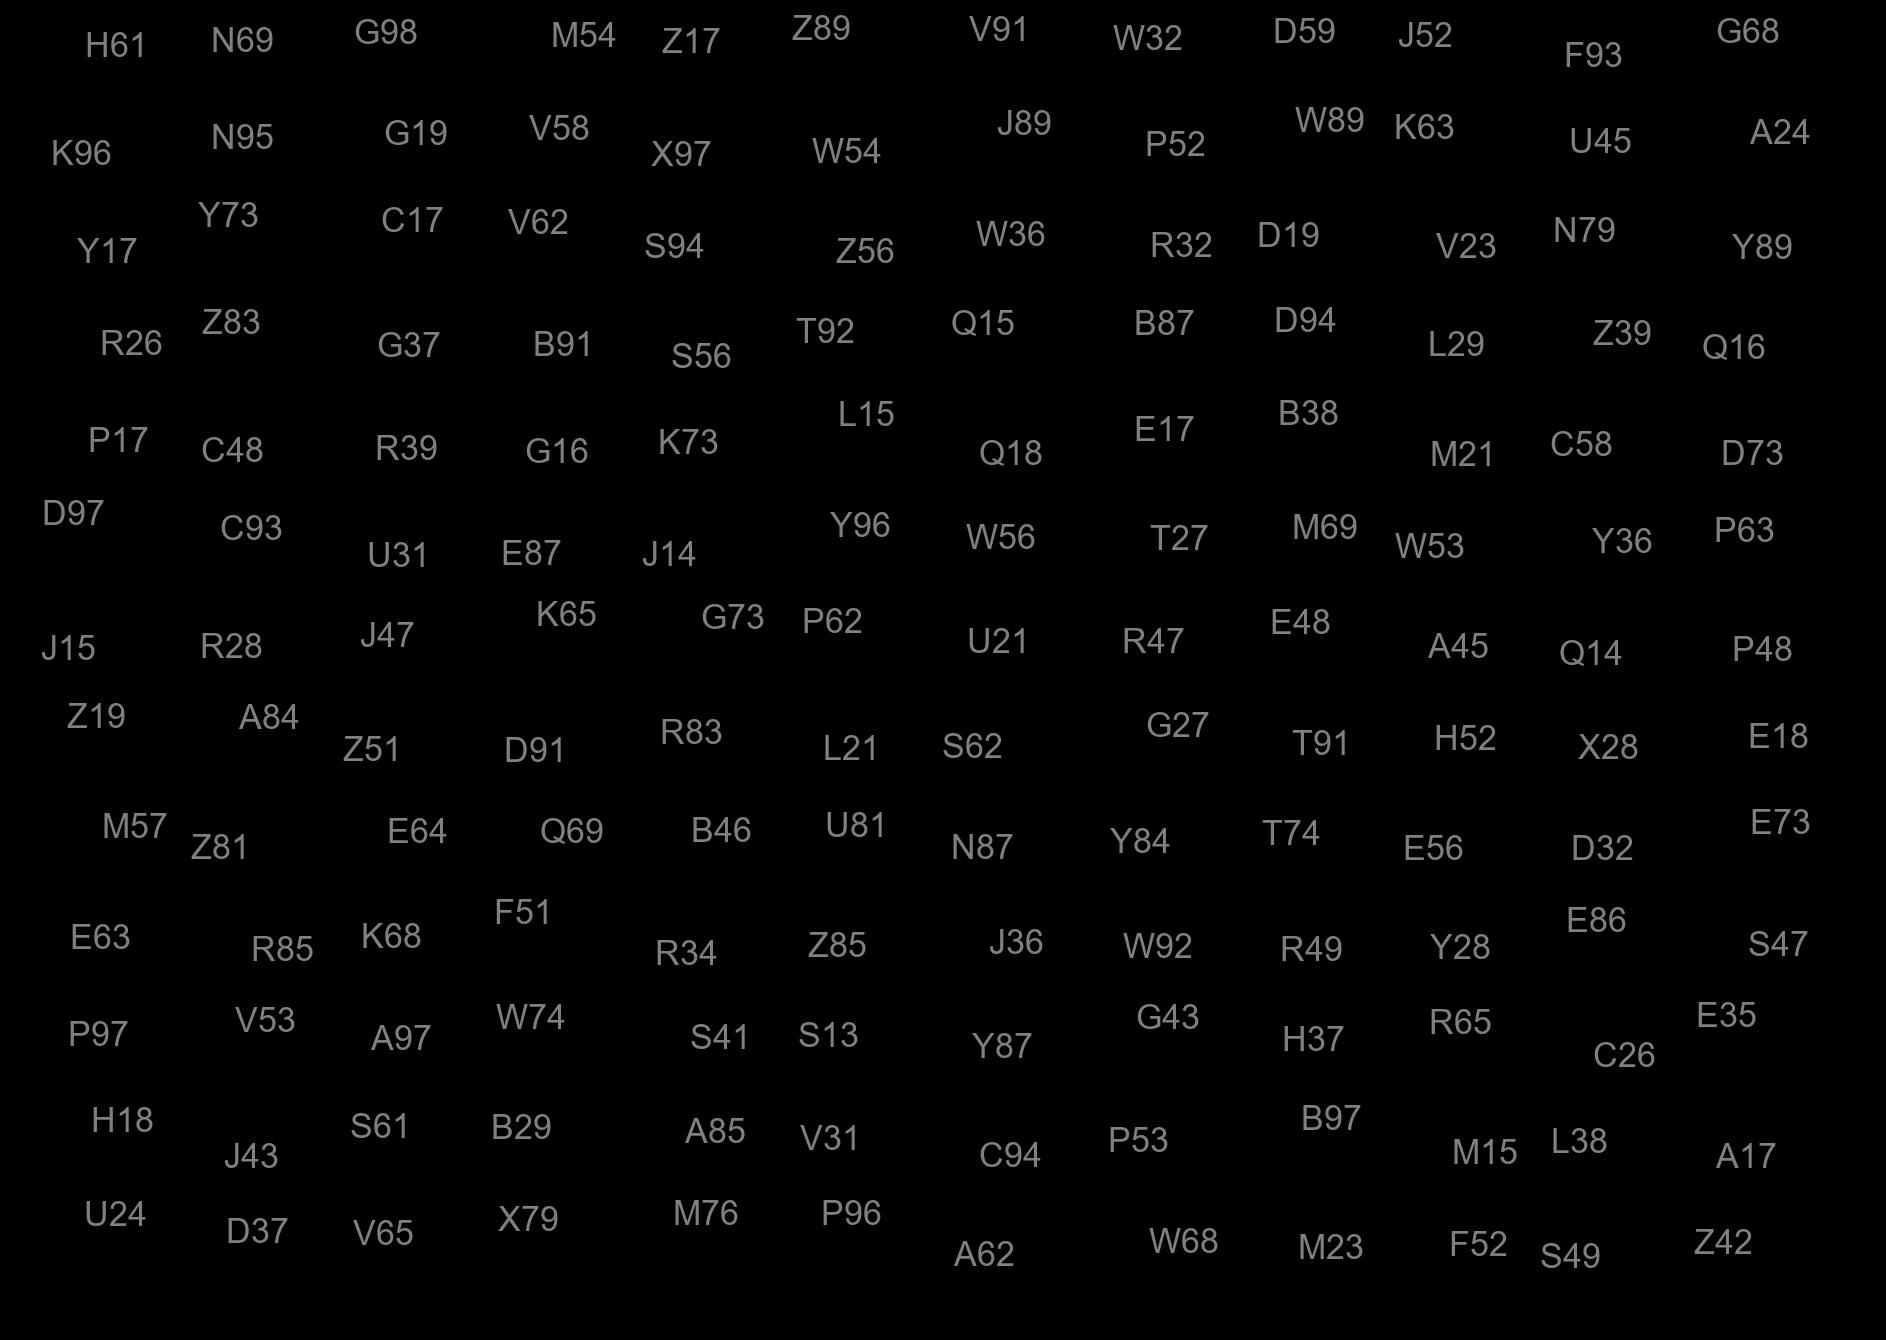 H61 N69 G98 M54 Z17 Z89 V91 W32 D59 J52 F93 G68
K96 N95 G19 V58 X97 W54 J89 P52 W89 K63 U45 A24
Y17 Y73 C17 V62 S94 Z56 W36 R32 D19 V23 N79 Y89
R26 Z83 G37 B91 S56 T92 Q15 B87 D94 L29 Z39 Q16
P17 C48 R39 G16 K73 L15 Q18 E17 B38 M21 C58 D73
D97 C93 U31 E87 J14 Y96 W56 T27 M69 W53 Y36 P63
J15 R28 J47 K65 G73 P62 U21 R47 E48 A45 Q14 P48
Z19 A84 Z51 D91 R83 L21 S62 G27 T91 H52 X28 E18
M57 Z81 E64 Q69 B46 U81 N87 Y84 T74 E56 D32 E73
E63 R85 K68 F51 R34 Z85 J36 W92 R49 Y28 E86 S47
P97 V53 A97 W74 S41 S13 Y87 G43 H37 R65 C26 E35
H18 J43 S61 B29 A85 V31 C94 P53 B97 M15 L38 A17
U24 D37 V65 X79 M76 P96 A62 W68 M23 F52 S49 Z42